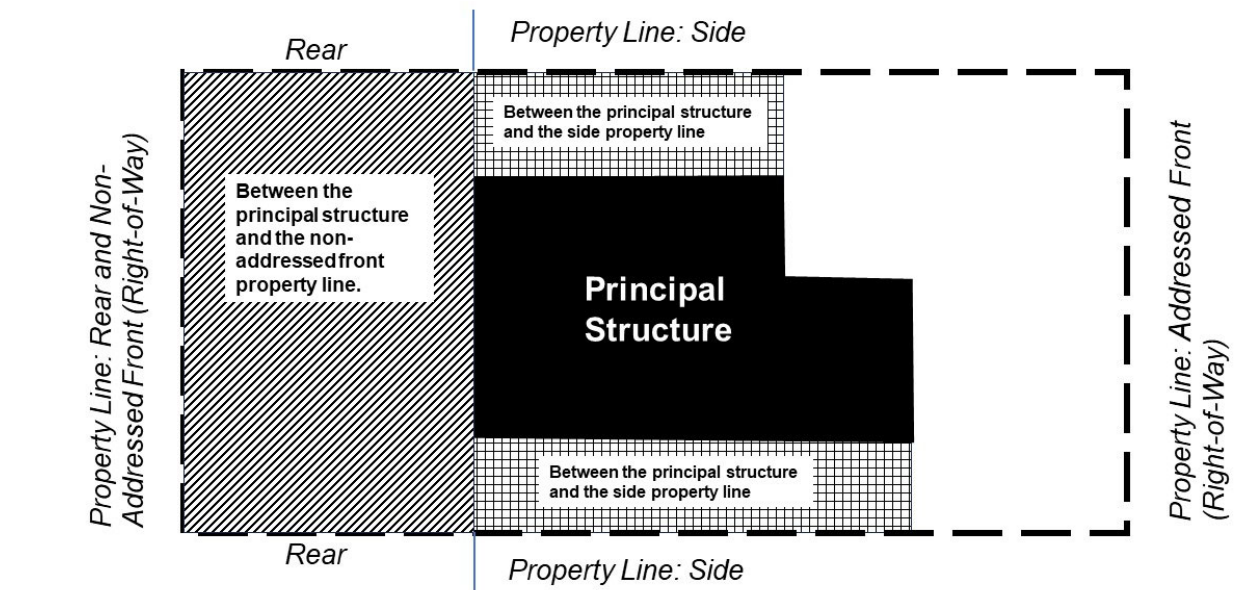 Rear
Property Line: Side
Between the principal structure
and the side property line
Property Line: Rear and Non-
Addressed Front (Right-of-Way)
Between the
principal structure
and the non-
addressed front
property line.
Principal
Structure
Property Line: Addressed Front
(Right-of-Way)
Between the principal structure
and the side property line
Rear
Property Line: Side